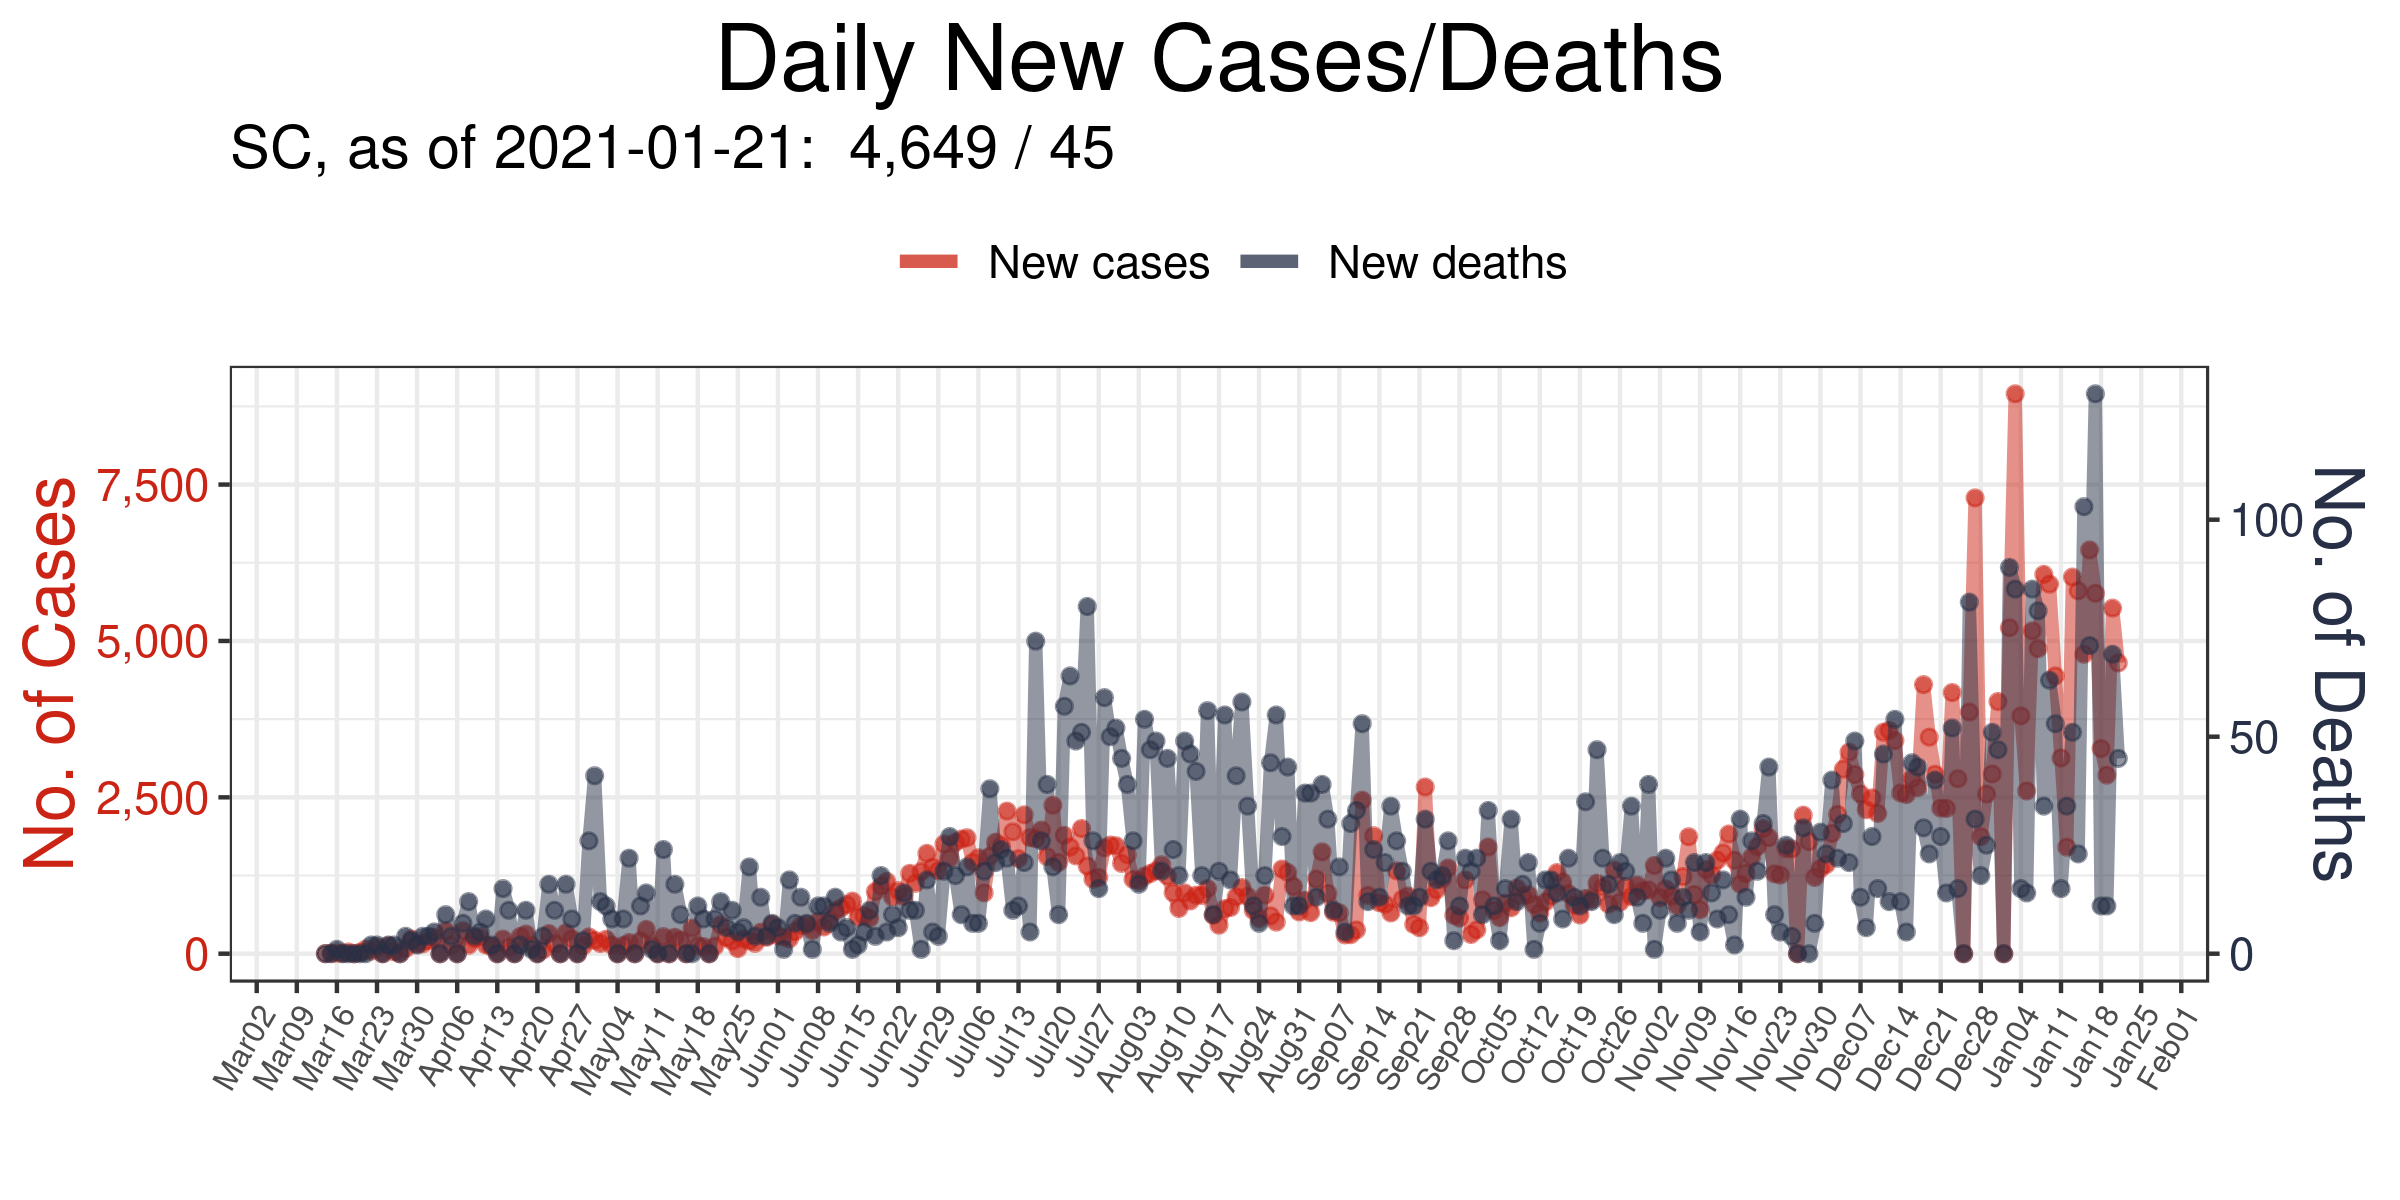 Daily New Cases/Deaths
SC, as of 2021-01-21:  4,649 / 45
New cases
New deaths
No. of Cases
7,500
5,000
2,500
0
100
50
0
No. of Deaths
Mar02
Mar09
Mar16
Mar23
Mar30
Apr06
Apr13
Apr20
Apr27
May04
May11
May18
May25
Jun01
Jun08
Jun15
Jun22
Jun29
Jul06
Jul13
Jul20
Jul27
Aug03
Aug10
Aug17
Aug24
Aug31
Sep07
Sep14
Sep21
Sep28
Oct05
Oct12
Oct19
Oct26
Nov02
Nov09
Nov16
Nov23
Nov30
Dec07
Dec14
Dec21
Dec28
Jan04
Jan11
Jan18
Jan25
Feb01